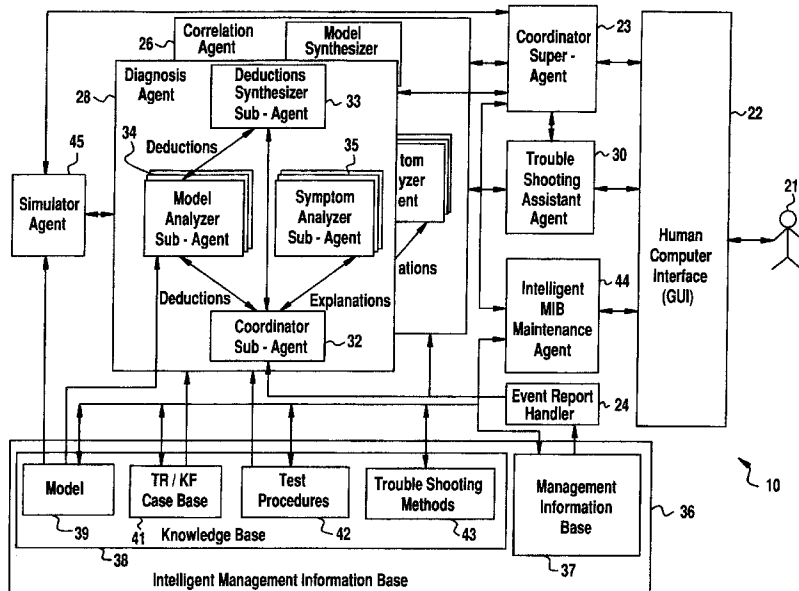 26
Correlation
Agent
Model
Synthesizer
Coordinator
Super -
Agent
23
28
Diagnosis
Agent
Deductions
Synthesizer
Sub - Agent
33
22
34
Deductions
35
45
Simulator
Agent
Model
Analyzer
Sub - Agent
Symptom
Analyzer
Sub - Agent
tom
yzer
ent
Trouble
Shooting
Assistant
Agent
30
21
Human
Computer
Interface
(GUI)
ations
Deductions
Explanations
Intelligent
MIB
Maintenance
Agent
44
Coordinator
Sub - Agent
32
Event Report
Handler
24
10
Model
39
TR / KF
Case Base
41
Test
Procedures
42
Trouble Shooting
Methods
43
Knowledge Base
38
Management
Information
Base
37
36
Intelligent Management Information Base